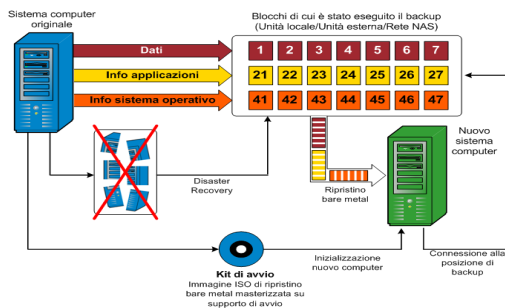 Sistema computer
originale
Blocchi di cui è stato eseguito il backup
(Unità locale/Unità esterna/Rete NAS)
Dati
1 2 3 4 5 6 7
Info applicazioni
21 22 23 24 25 26 27
Info sistema operativo
41 42 43 44 45 46 47
Nuovo
sistema
computer
Disaster
Recovery
Ripristino
bare metal
Kit di avvio
Immagine ISO di ripristino
bare metal masterizzata su
supporto di avvio
Inizializzazione
nuovo computer
Connessione alla
posizione di
backup